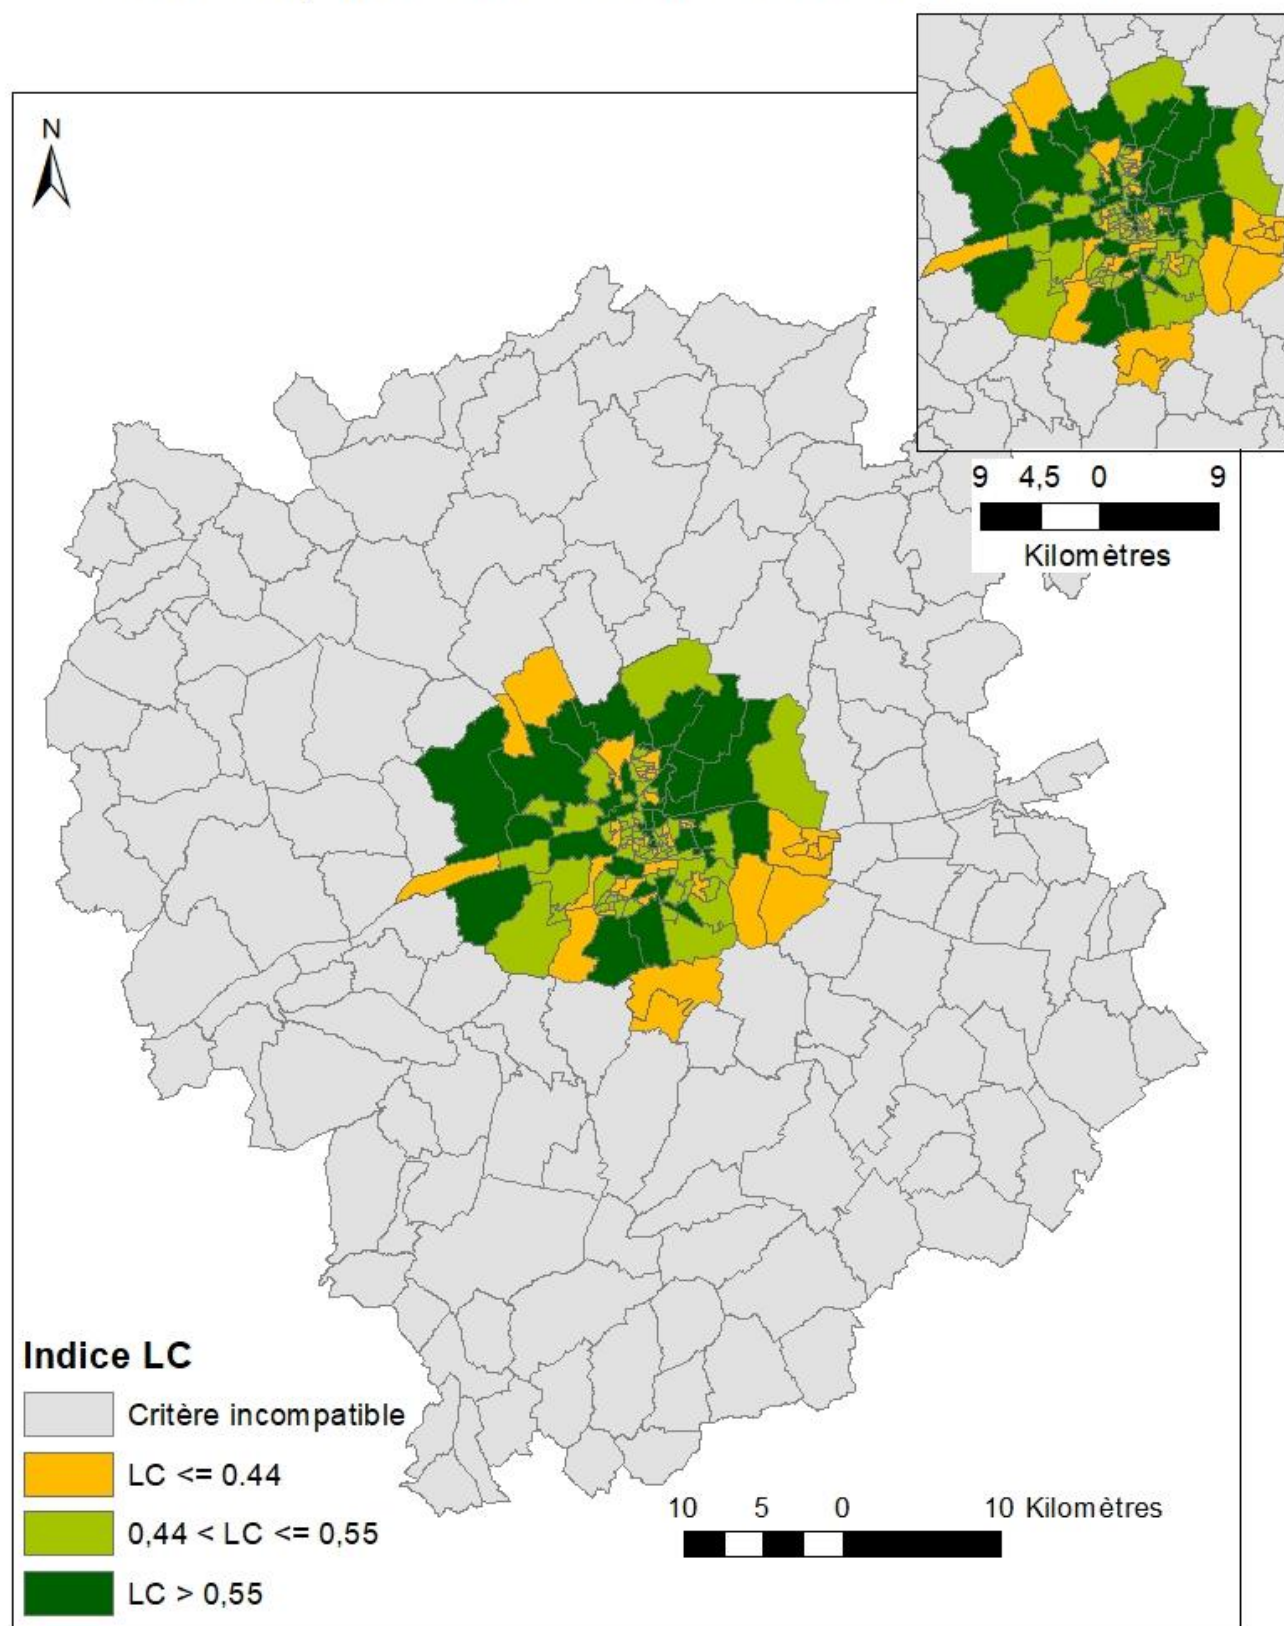 N
9 4,5 0 9
Kilomètres
Indice LC
Critère incompatible
LC <= 0.44
0,44 < LC <= 0,55
LC > 0,55
10 5 0 10 Kilomètres